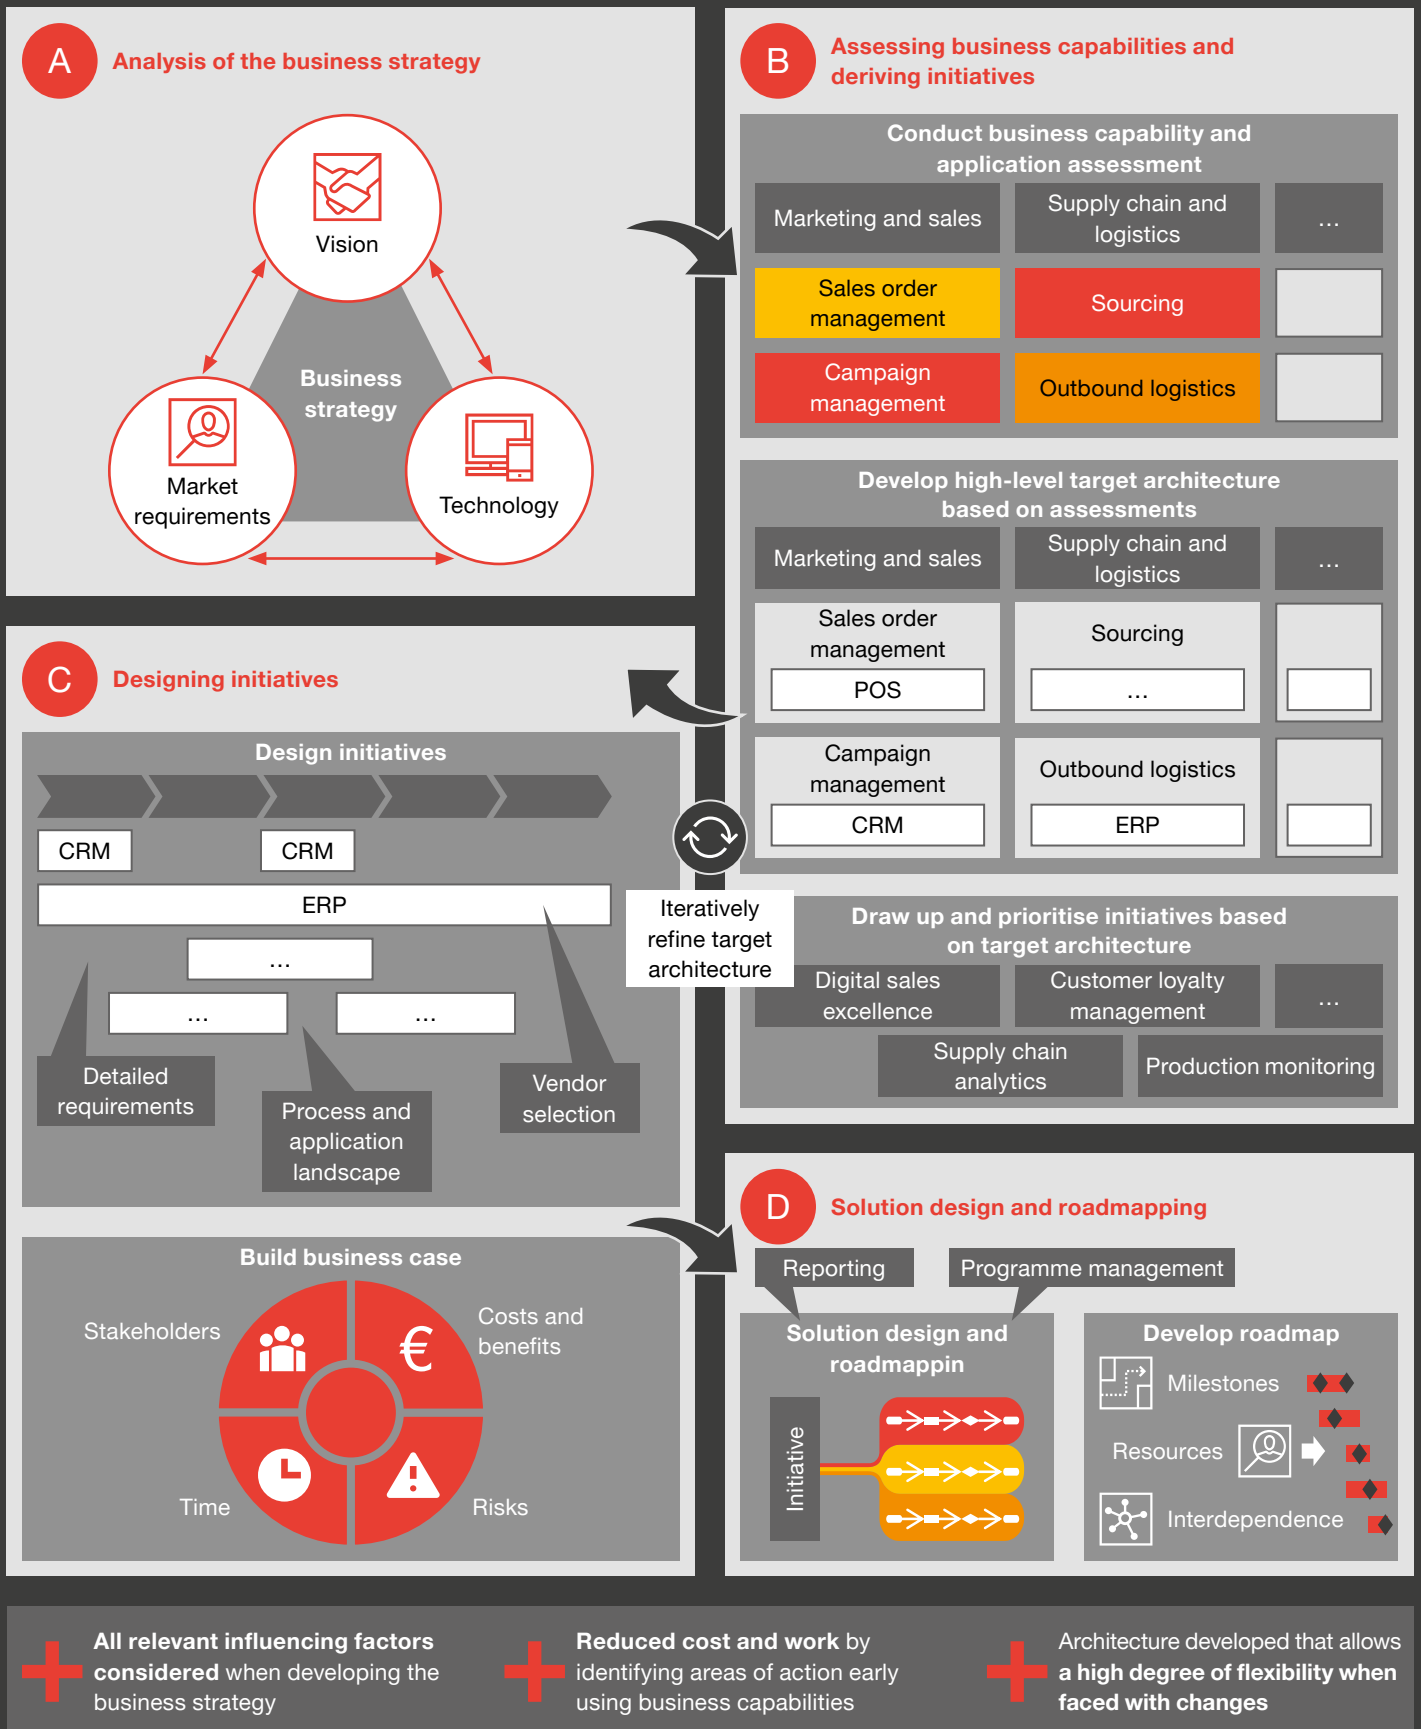 A
Analysis of the business strategy
Vision
Business
strategy
Market
requirements
Technology
B
Assessing business capabilities and
deriving initiatives
Conduct business capability and
application assessment
Marketing and sales
Supply chain and
logistics
...
Sales order
management
Sourcing
Campaign
management
Outbound logistics
Develop high-level target architecture
based on assessments
Marketing and sales
Supply chain and
logistics
...
Sales order
management
POS
Sourcing
...
Campaign
management
CRM
Outbound logistics
ERP
Draw up and prioritise initiatives based
on target architecture
Digital sales
excellence
Customer loyalty
management
...
Supply chain
analytics
Production monitoring
Iteratively
refine target
architecture
C
Designing initiatives
Design initiatives
CRM
CRM
ERP
...
...
...
Detailed
requirements
Process and
application
landscape
Vendor
selection
Build business case
Stakeholders
Costs and
benefits
€
Time
Risks
D
Solution design and roadmapping
Reporting
Programme management
Solution design and
roadmappin
Initiative
Develop roadmap
Milestones
Resources
Interdependence
All relevant influencing factors
considered when developing the
business strategy
Reduced cost and work by
identifying areas of action early
using business capabilities
Architecture developed that allows
a high degree of flexibility when
faced with changes